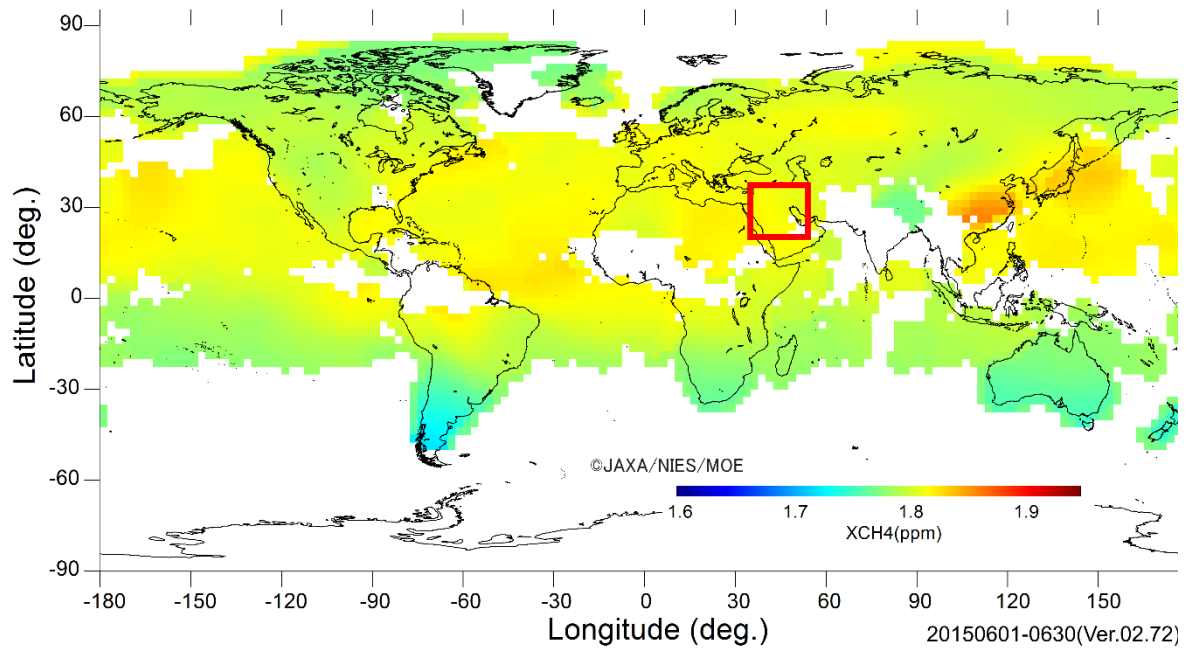 90
60
30
0
-30
-60
-90
Latitude (deg.)
©JAXA/NIES/MOE
1.6 1.7 1.8 1.9
XCH4(ppm)
-180 -150 -120 -90 -60 -30 0 30 60 90 120 150
Longitude (deg.)
20150601-0630(Ver.02.72)